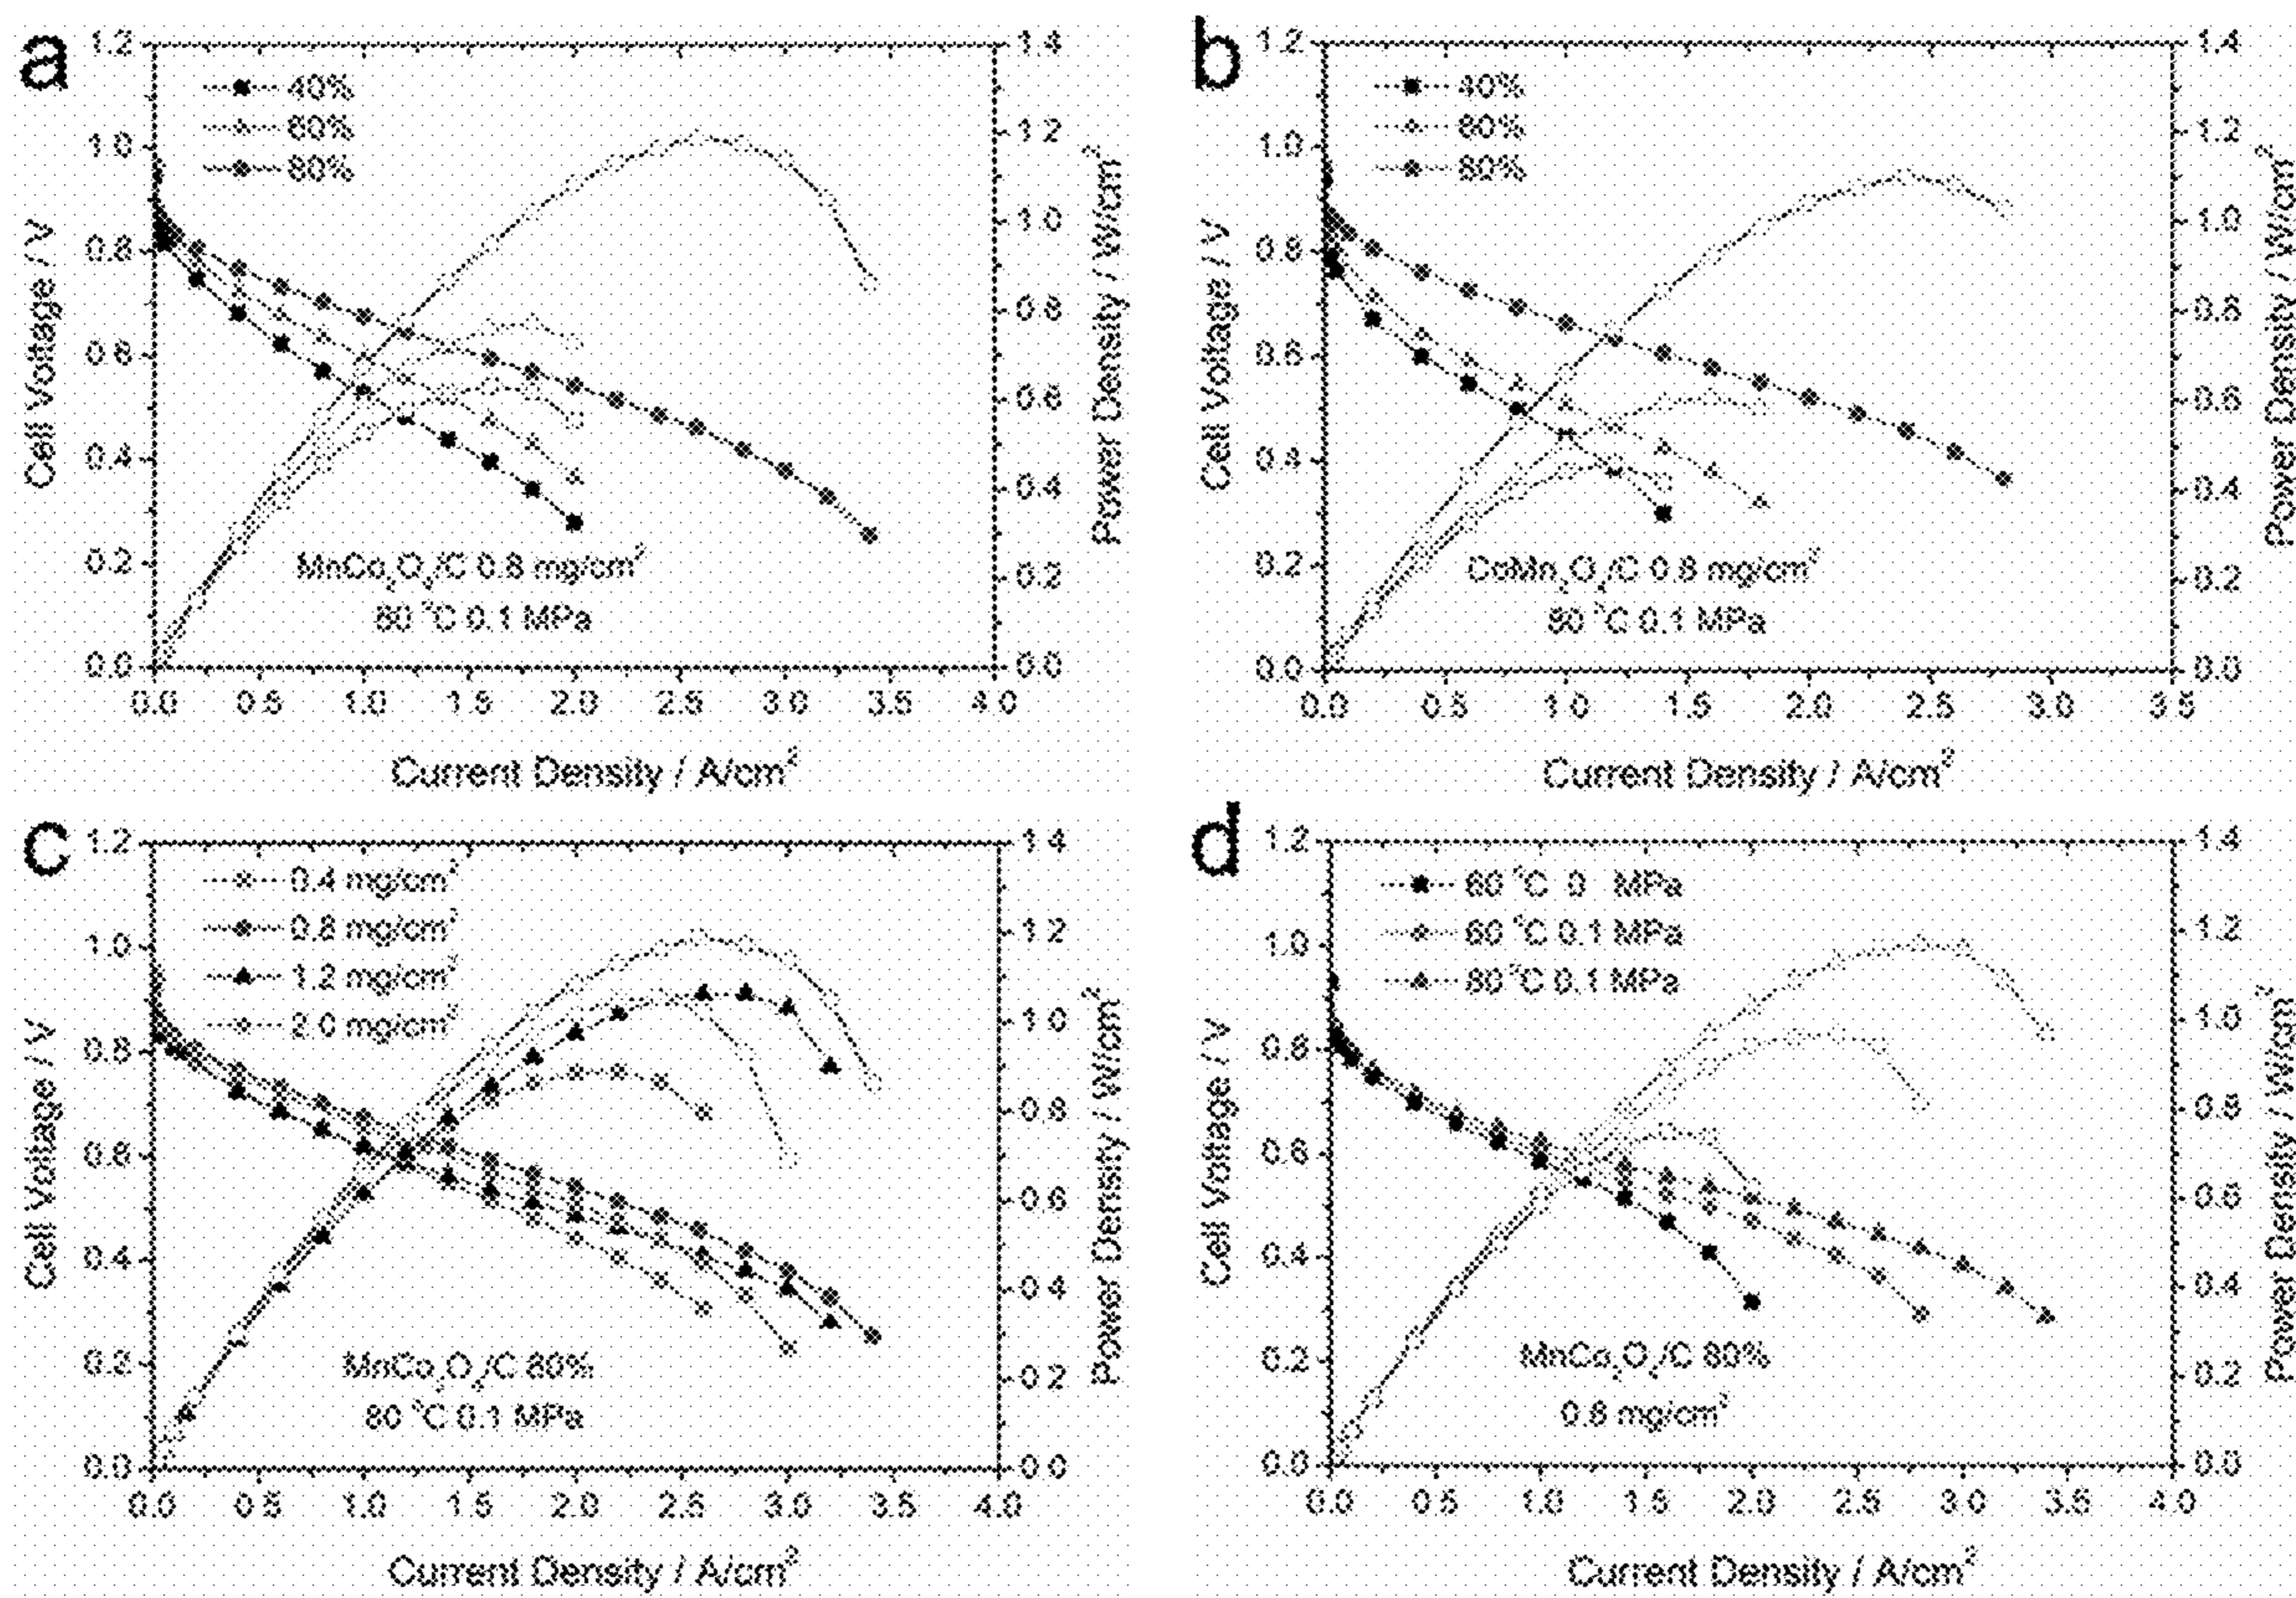 a
1.2
1.0
0.8
0.6
0.4
0.2
0.0
1.4
1.2
1.0
0.8
0.6
0.4
0.2
0.0
40%
60%
80%
Cell Voltage / V
Power Density / W/cm²
MnCo₂O₄/C 0.8 mg/cm²
80 °C 0.1 MPa
0.0 0.5 1.0 1.5 2.0 2.5 3.0 3.5 4.0
Current Density / A/cm²
b
1.2
1.0
0.8
0.6
0.4
0.2
0.0
1.4
1.2
1.0
0.8
0.6
0.4
0.2
0.0
40%
60%
80%
Cell Voltage / V
Power Density / W/cm²
CoMn₂O₄/C 0.8 mg/cm²
80 °C 0.1 MPa
0.0 0.5 1.0 1.5 2.0 2.5 3.0 3.5
Current Density / A/cm²
c
1.2
1.0
0.8
0.6
0.4
0.2
0.0
1.4
1.2
1.0
0.8
0.6
0.4
0.2
0.0
0.4 mg/cm²
0.8 mg/cm²
1.2 mg/cm²
2.0 mg/cm²
Cell Voltage / V
Power Density / W/cm²
MnCo₂O₄/C 80%
80 °C 0.1 MPa
0.0 0.5 1.0 1.5 2.0 2.5 3.0 3.5 4.0
Current Density / A/cm²
d
1.2
1.0
0.8
0.6
0.4
0.2
0.0
1.4
1.2
1.0
0.8
0.6
0.4
0.2
0.0
60 °C 0 MPa
60 °C 0.1 MPa
80 °C 0.1 MPa
Cell Voltage / V
Power Density / W/cm²
MnCo₂O₄/C 80%
0.8 mg/cm²
0.0 0.5 1.0 1.5 2.0 2.5 3.0 3.5 4.0
Current Density / A/cm²